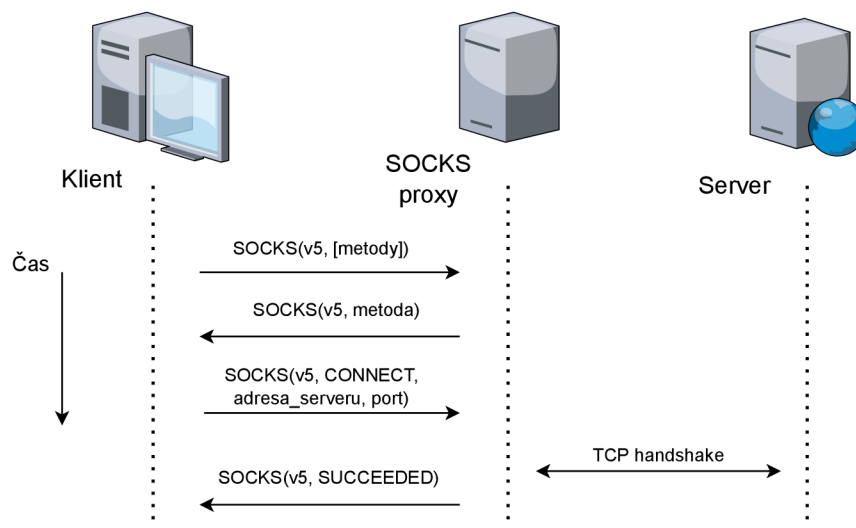 Klient
SOCKS
proxy
Server
Čas
SOCKS(v5, [metody])
SOCKS(v5, metoda)
SOCKS(v5, CONNECT,
adresa_serveru, port)
TCP handshake
SOCKS(v5, SUCCEEDED)